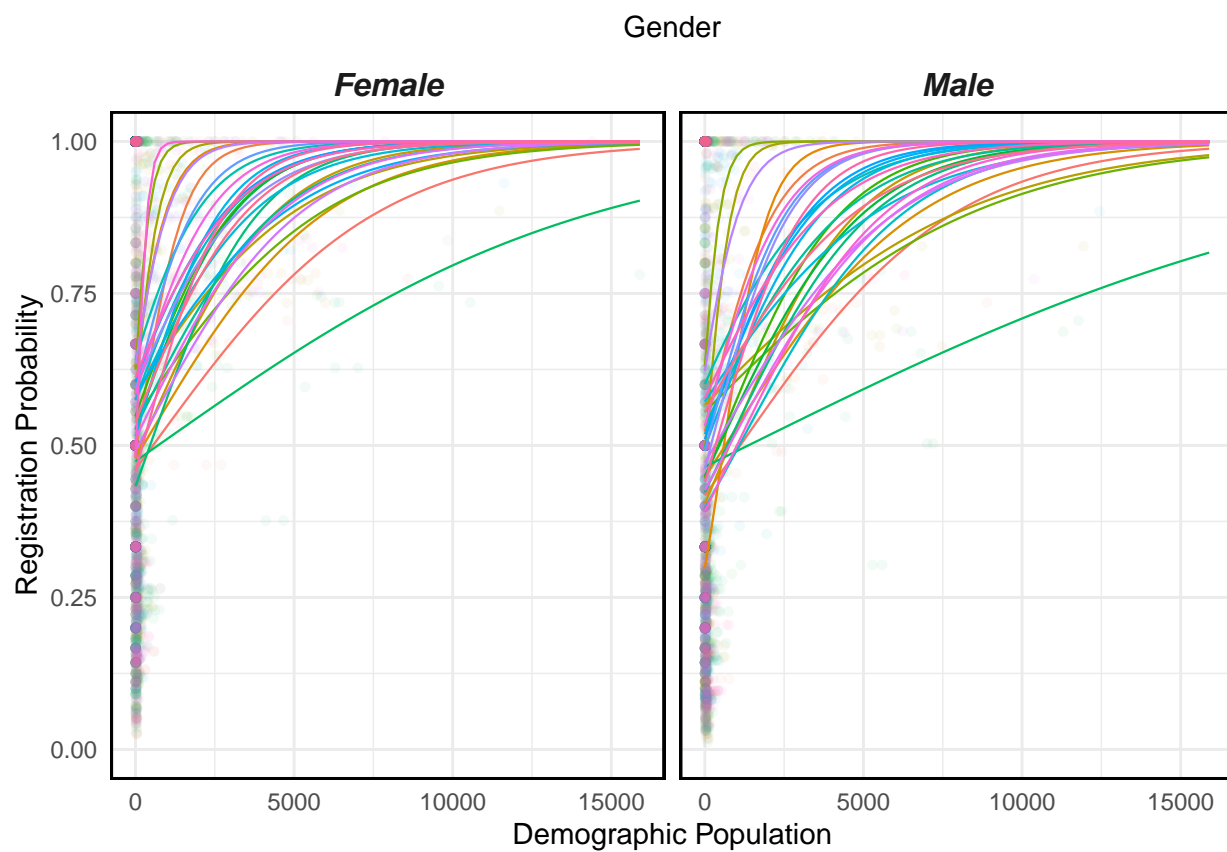 Gender
Female
Male
Registration Probability
1.00
0.75
0.50
0.25
0.00
0 5000 10000 15000
0 5000 10000 15000
Demographic Population